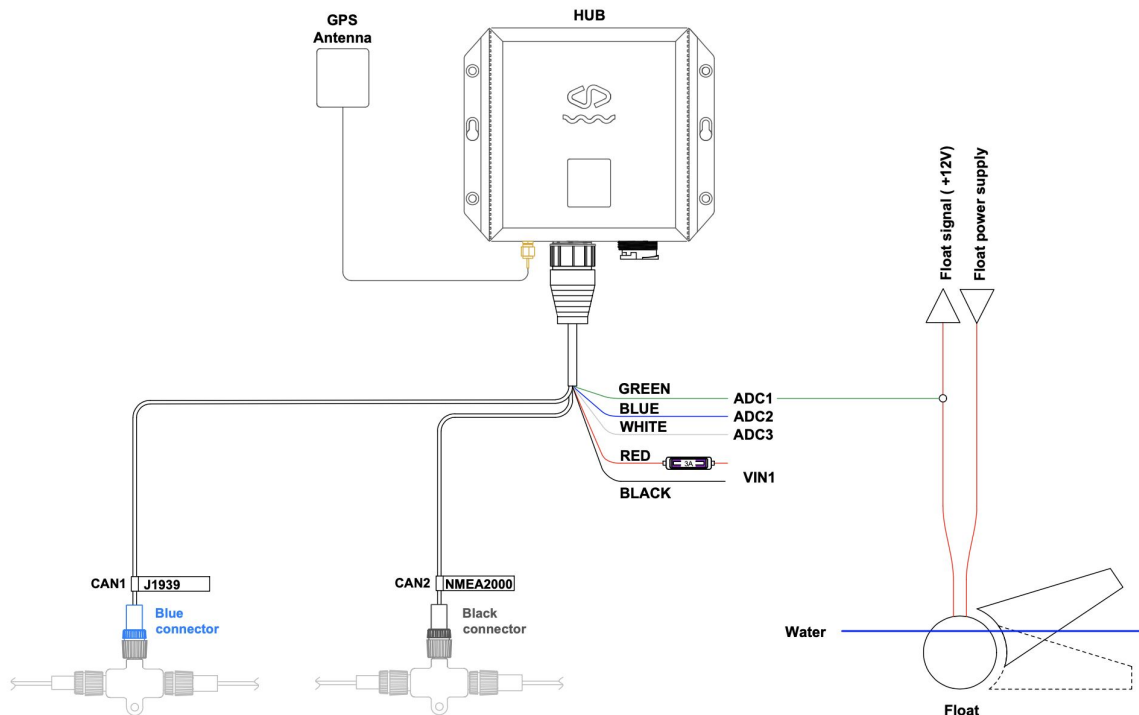 GPS
Antenna
HUB
Float signal ( +12V)
Float power supply
GREEN
ADC1
BLUE
ADC2
WHITE
ADC3
RED
3A
VIN1
BLACK
CAN1
J1939
CAN2
NMEA2000
Blue
connector
Black
connector
Water
Float